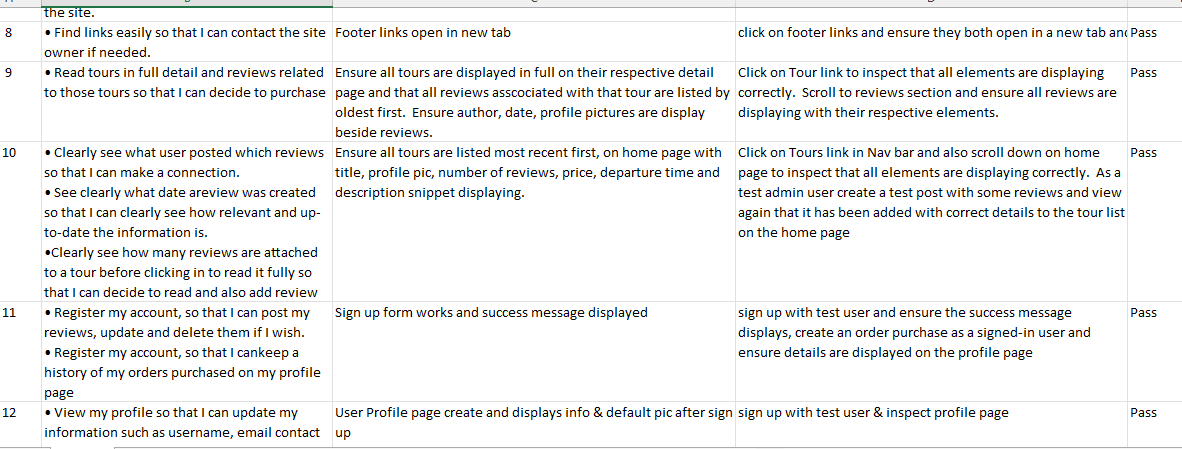 the site.
8
• Find links easily so that I can contact the site
owner if needed.
Footer links open in new tab
click on footer links and ensure they both open in a new tab and
Pass
9
• Read tours in full detail and reviews related
to those tours so that I can decide to purchase
Ensure all tours are displayed in full on their respective detail
page and that all reviews asscociated with that tour are listed by
oldest first.  Ensure author, date, profile pictures are display
beside reviews.
Click on Tour link to inspect that all elements are displaying
correctly.  Scroll to reviews section and ensure all reviews are
displaying with their respective elements.
Pass
10
• Clearly see what user posted which reviews
so that I can make a connection.
• See clearly what date areview was created
so that I can clearly see how relevant and up-
to-date the information is.
•Clearly see how many reviews are attached
to a tour before clicking in to read it fully so
that I can decide to read and also add review
Ensure all tours are listed most recent first, on home page with
title, profile pic, number of reviews, price, departure time and
description snippet displaying.
Click on Tours link in Nav bar and also scroll down on home
page to inspect that all elements are displaying correctly.  As a
test admin user create a test post with some reviews and view
again that it has been added with correct details to the tour list
on the home page
Pass
11
• Register my account, so that I can post my
reviews, update and delete them if I wish.
• Register my account, so that I cankeep a
history of my orders purchased on my profile
page
Sign up form works and success message displayed
sign up with test user and ensure the success message
displays, create an order purchase as a signed-in user and
ensure details are displayed on the profile page
Pass
12
• View my profile so that I can update my
information such as username, email contact
User Profile page create and displays info & default pic after sign
up
sign up with test user & inspect profile page
Pass